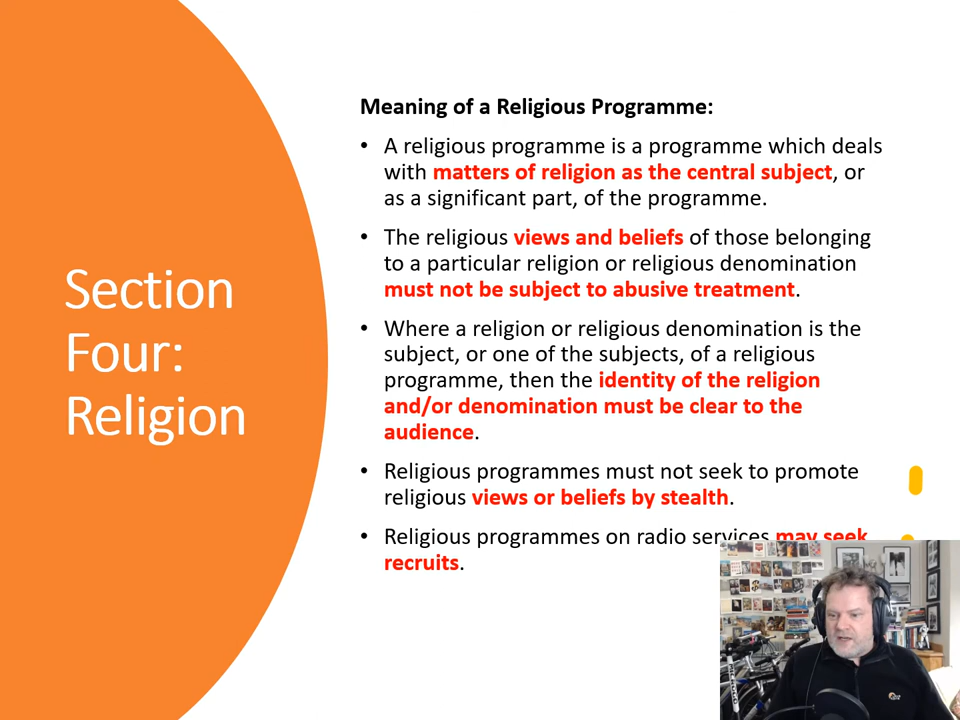 Section
Four:
Religion
Meaning of a Religious Programme:
• A religious programme is a programme which deals
with matters of religion as the central subject, or
as a significant part, of the programme.
• The religious views and beliefs of those belonging
to a particular religion or religious denomination
must not be subject to abusive treatment.
• Where a religion or religious denomination is the
subject, or one of the subjects, of a religious
programme, then the identity of the religion
and/or denomination must be clear to the
audience.
• Religious programmes must not seek to promote
religious views or beliefs by stealth.
• Religious programmes on radio services may seek
recruits.